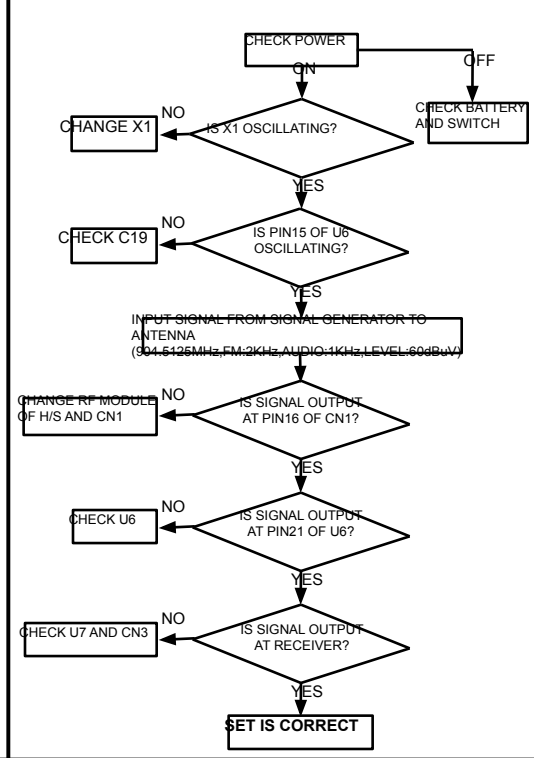 CHECK POWER
ON
OFF
CHECK BATTERY
AND SWITCH
IS X1 OSCILLATING?
NO
CHANGE X1
YES
IS PIN15 OF U6
OSCILLATING?
NO
CHECK C19
YES
INPUT SIGNAL FROM SIGNAL GENERATOR TO
ANTENNA
(904.5125MHz,FM:2KHz,AUDIO:1KHz,LEVEL:60dBuV)
IS SIGNAL OUTPUT
AT PIN16 OF CN1?
NO
CHANGE RF MODULE
OF H/S AND CN1
YES
IS SIGNAL OUTPUT
AT PIN21 OF U6?
NO
CHECK U6
YES
IS SIGNAL OUTPUT
AT RECEIVER?
NO
CHECK U7 AND CN3
YES
SET IS CORRECT